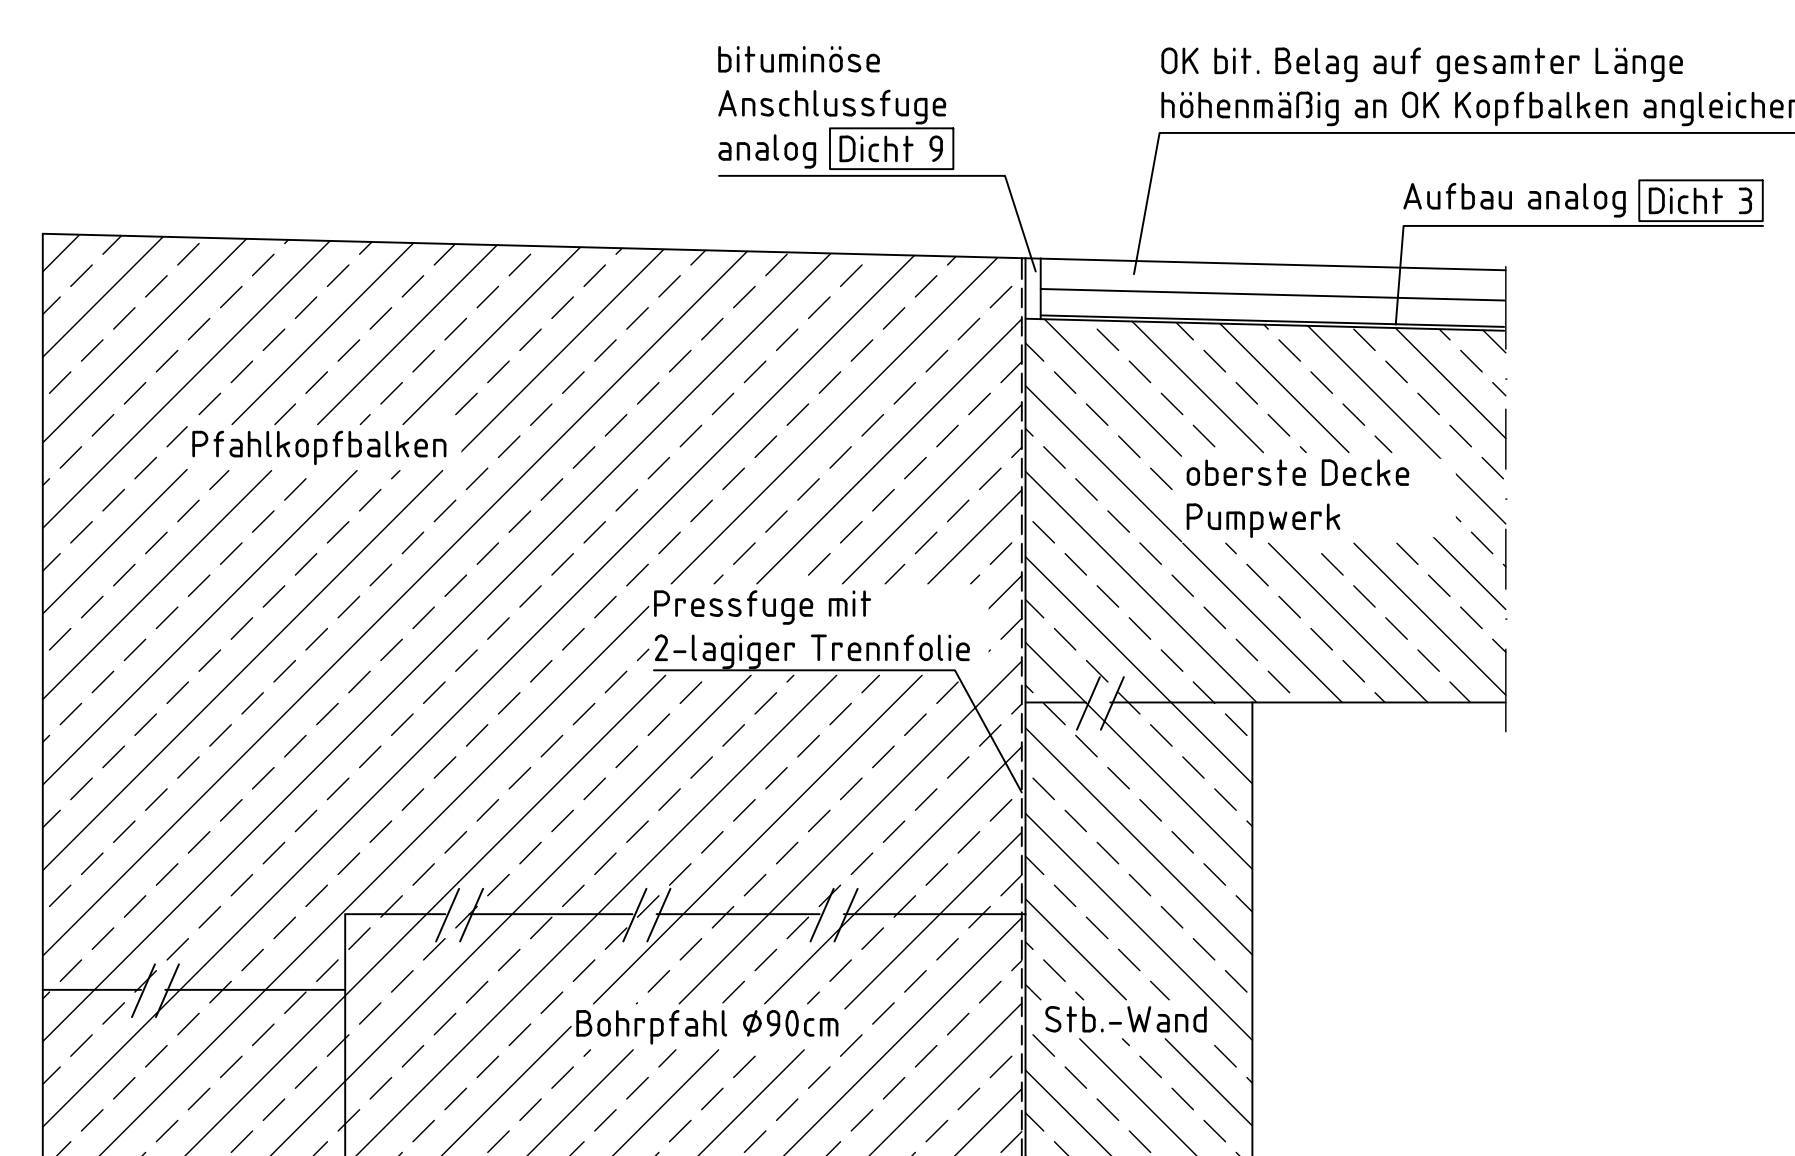 bituminöse
Anschlussfuge
analog Dicht 9
OK bit. Belag auf gesamter Länge
höhenmäßig an OK Kopfbalken angleichen
Aufbau analog Dicht 3
Pfahlkopfbalken
oberste Decke
Pumpwerk
Pressfuge mit
2-lagiger Trennfolie
Bohrpfahl Ø90cm
Stb.-Wand